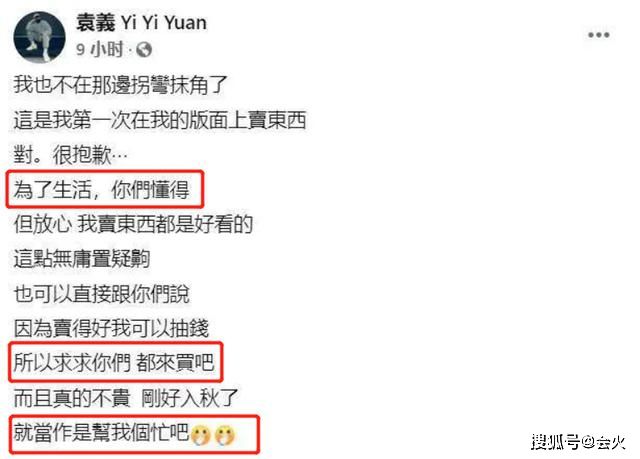 袁義 Yi Yi Yuan
9 小时 ·
我也不在那邊拐彎抹角了
這是我第一次在我的版面上賣東西
對。很抱歉⋯
為了生活，你們懂得
但放心 我賣東西都是好看的
這點無庸置疑齁
也可以直接跟你們說
因為賣得好我可以抽錢
所以求求你們 都來買吧
而且真的不貴 剛好入秋了
就當作是幫我個忙吧🤭🤭
搜狐号@会火